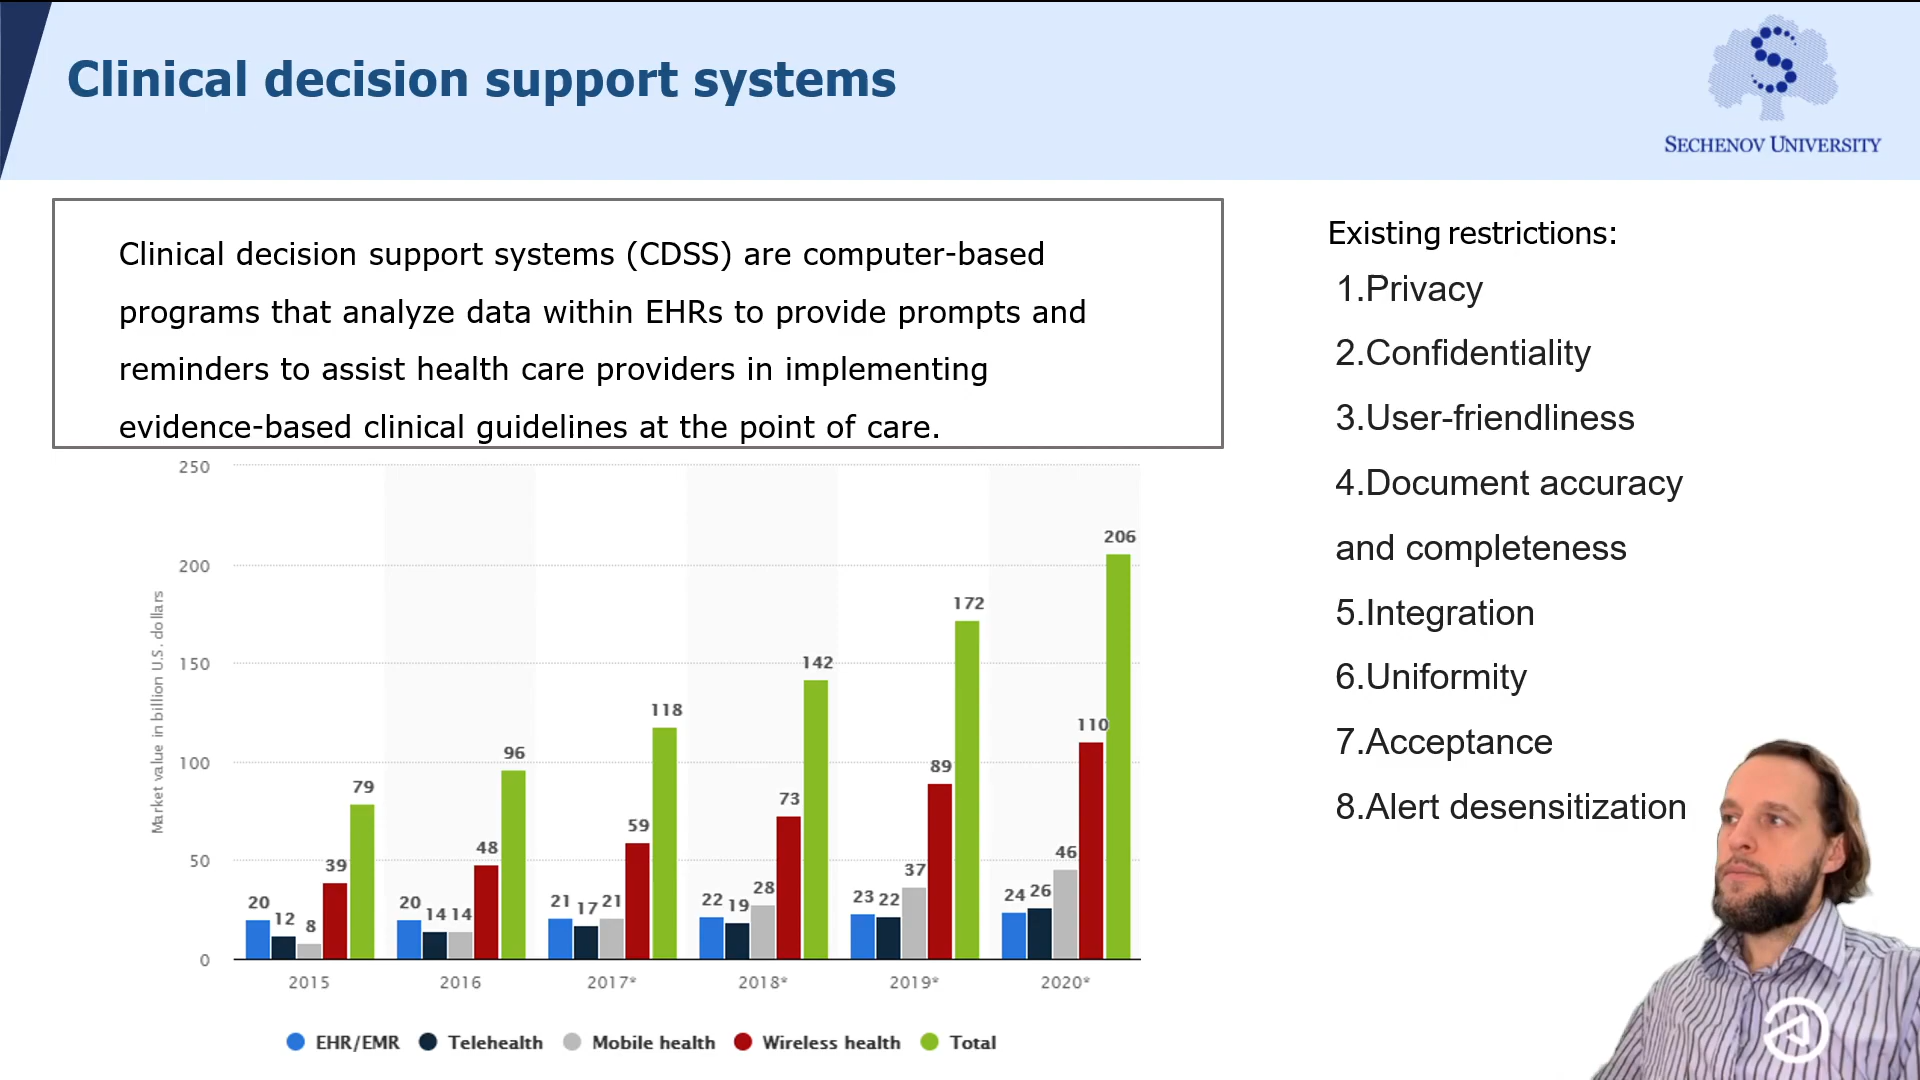 Clinical decision support systems
SECHENOV UNIVERSITY
Clinical decision support systems (CDSS) are computer-based
programs that analyze data within EHRs to provide prompts and
reminders to assist health care providers in implementing
evidence-based clinical guidelines at the point of care.
Existing restrictions:
1.Privacy
2.Confidentiality
3.User-friendliness
4.Document accuracy
and completeness
5.Integration
6.Uniformity
7.Acceptance
8.Alert desensitization
Market value in billion U.S. dollars
250
200
150
100
50
0
20 12 8 39 79
20 14 14 48 96
21 17 21 59 118
22 19 28 73 142
23 22 37 89 172
24 26 46 110 206
2015 2016 2017* 2018* 2019* 2020*
EHR/EMR Telehealth Mobile health Wireless health Total